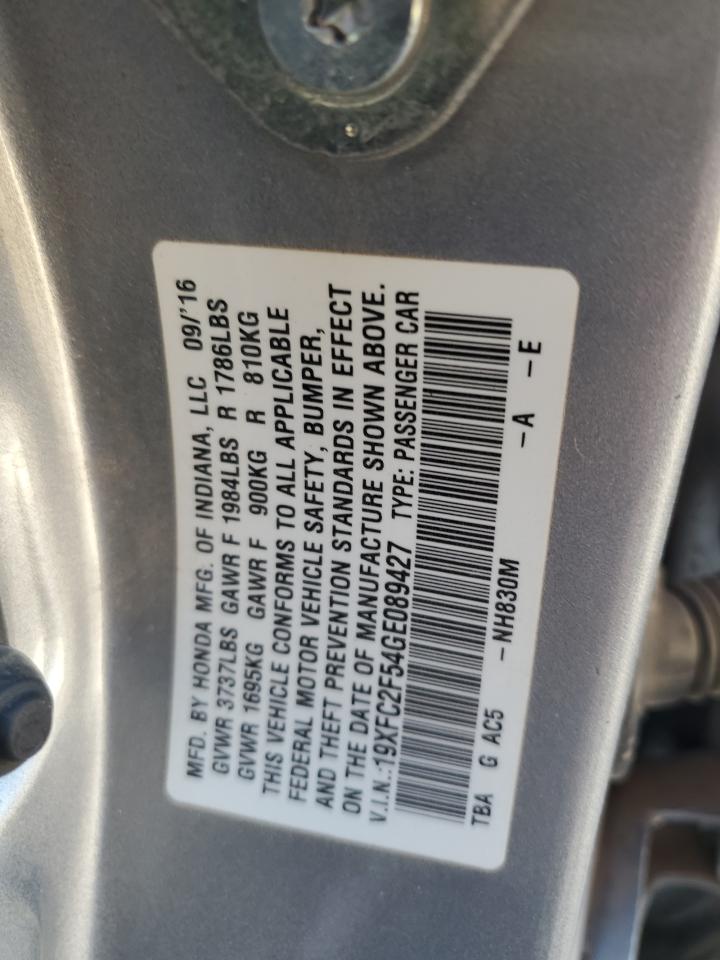 MFD. BY HONDA MFG. OF INDIANA, LLC 09/'16
GVWR 3737LBS GAWR F 1984LBS R 1786LBS
GVWR 1695KG GAWR F 900KG R 810KG
THIS VEHICLE CONFORMS TO ALL APPLICABLE
FEDERAL MOTOR VEHICLE SAFETY, BUMPER,
AND THEFT PREVENTION STANDARDS IN EFFECT
ON THE DATE OF MANUFACTURE SHOWN ABOVE.
V.I.N.:19XFC2F54GE089427 TYPE: PASSENGER CAR
TBA G AC5 -NH830M -A -E